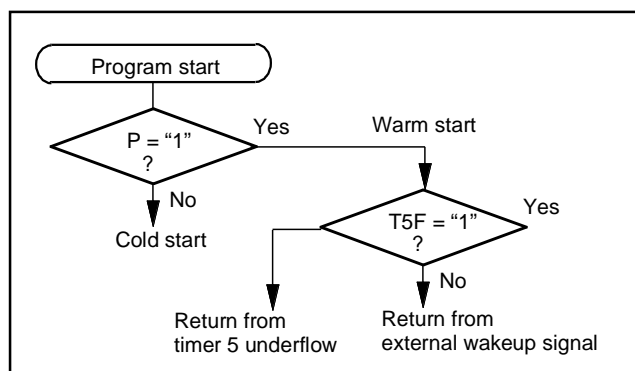 Program start
P = “1”
?
Yes
No
Cold start
Warm start
T5F = “1”
?
Yes
No
Return from
timer 5 underflow
Return from
external wakeup signal